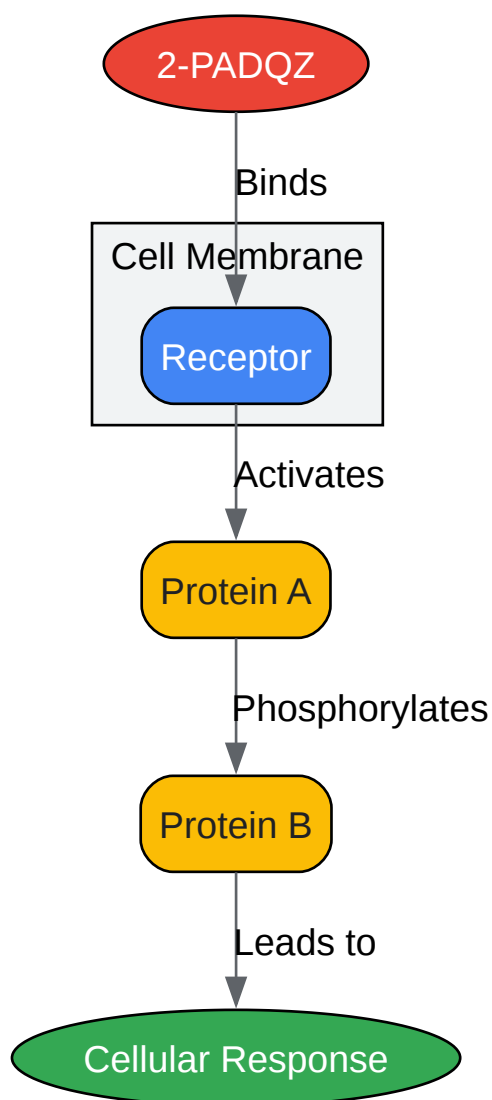 2-PADQZ
Binds
Cell Membrane
Receptor
Activates
Protein A
Phosphorylates
Protein B
Leads to
Cellular Response